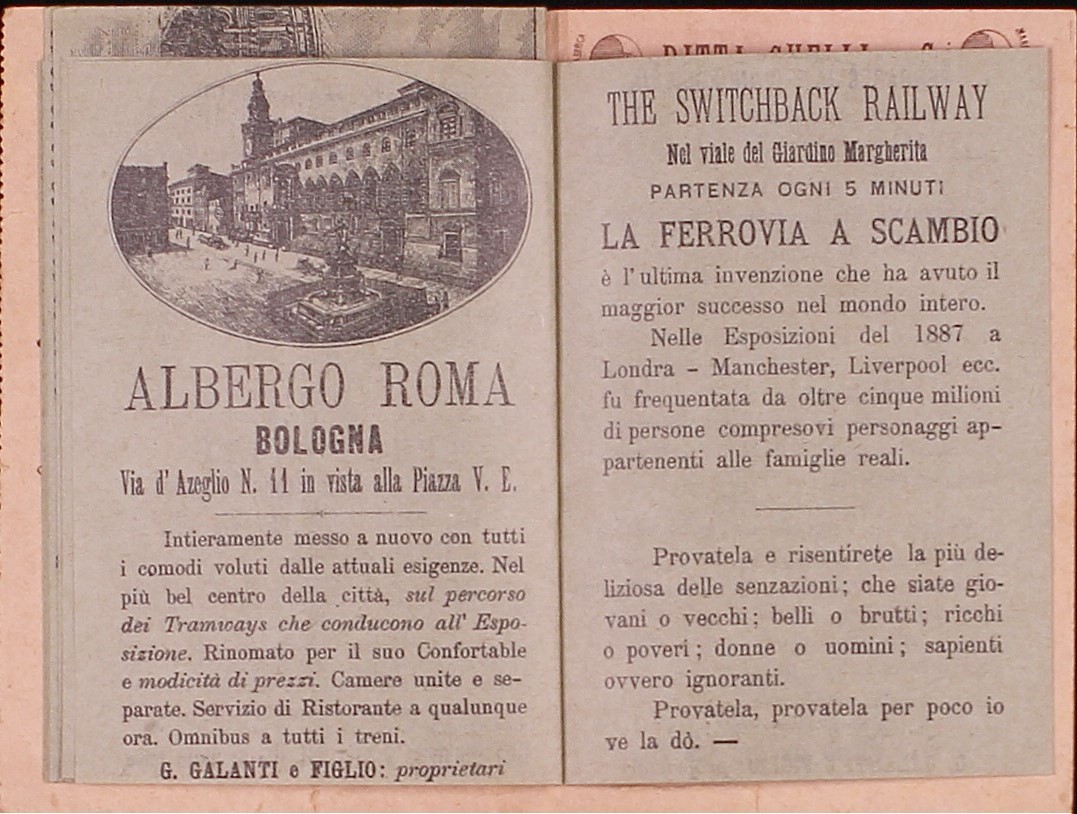 ALBERGO ROMA
BOLOGNA
Via d' Azeglio N. 11 in vista alla Piazza V. E.
Intieramente messo a nuovo con tutti
i comodi voluti dalle attuali esigenze. Nel
più bel centro della città, sul percorso
dei Tramways che conducono all' Espo-
sizione. Rinomato per il suo Confortable
e modicità di prezzi. Camere unite e se-
parate. Servizio di Ristorante a qualunque
ora. Omnibus a tutti i treni.
G. GALANTI e FIGLIO: proprietari
THE SWITCHBACK RAILWAY
Nel viale del Giardino Margherita
PARTENZA OGNI 5 MINUTI
LA FERROVIA A SCAMBIO
è l'ultima invenzione che ha avuto il
maggior successo nel mondo intero.
Nelle Esposizioni del 1887 a
Londra - Manchester, Liverpool ecc.
fu frequentata da oltre cinque milioni
di persone compresovi personaggi ap-
partenenti alle famiglie reali.
Provatela e risentirete la più de-
liziosa delle senzazioni; che siate gio-
vani o vecchi; belli o brutti; ricchi
o poveri; donne o uomini; sapienti
ovvero ignoranti.
Provatela, provatela per poco io
ve la dò. —